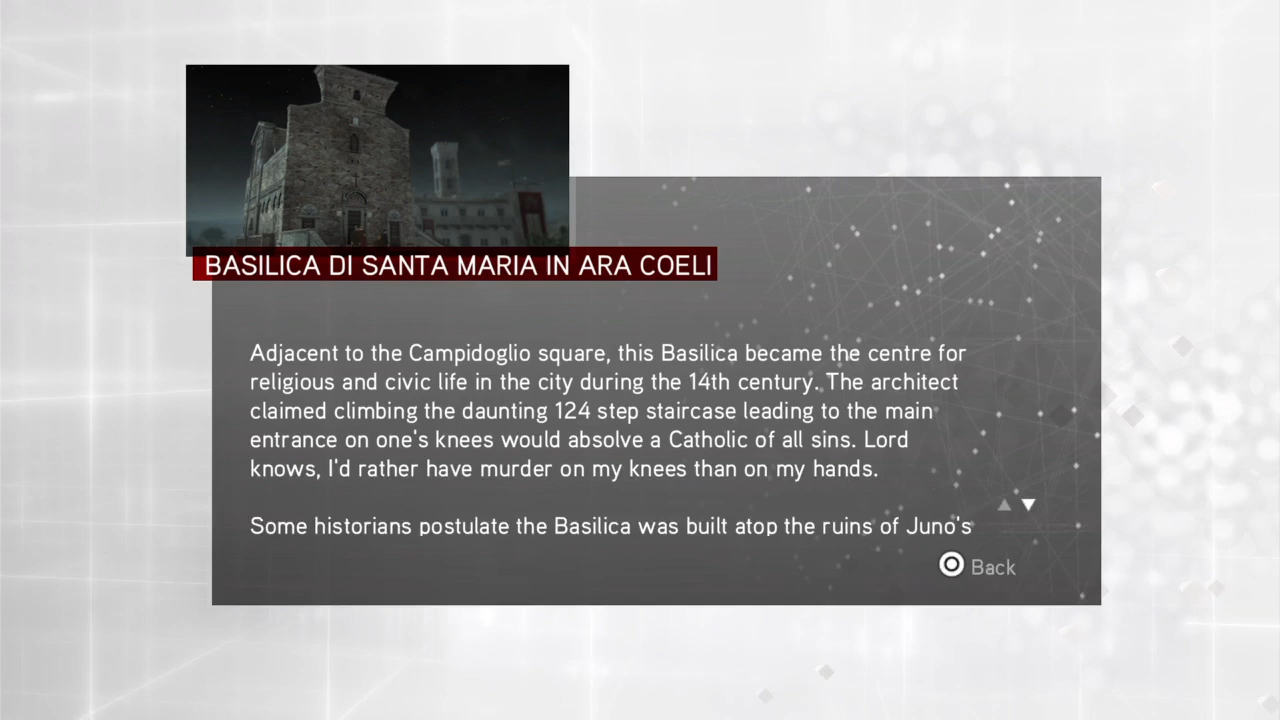 BASILICA DI SANTA MARIA IN ARA COELI
Adjacent to the Campidoglio square, this Basilica became the centre for
religious and civic life in the city during the 14th century. The architect
claimed climbing the daunting 124 step staircase leading to the main
entrance on one's knees would absolve a Catholic of all sins. Lord
knows, I'd rather have murder on my knees than on my hands.
Some historians postulate the Basilica was built atop the ruins of Juno's
Back